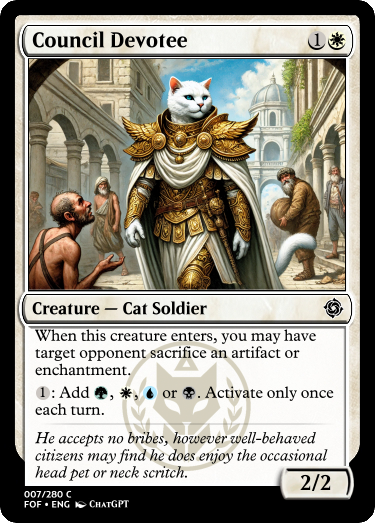 Council Devotee 1
Creature — Cat Soldier
When this creature enters, you may have
target opponent sacrifice an artifact or
enchantment.
1: Add , , or . Activate only once
each turn.
He accepts no bribes, however well-behaved
citizens may find he does enjoy the occasional
head pet or neck scritch.
2/2
007/280 C
FOF • ENG ChatGPT